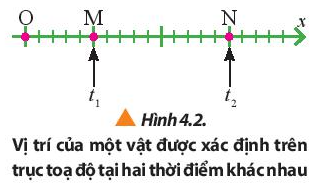 O M N x
t₁ t₂
Hình 4.2.
Vị trí của một vật được xác định trên
trục toạ độ tại hai thời điểm khác nhau